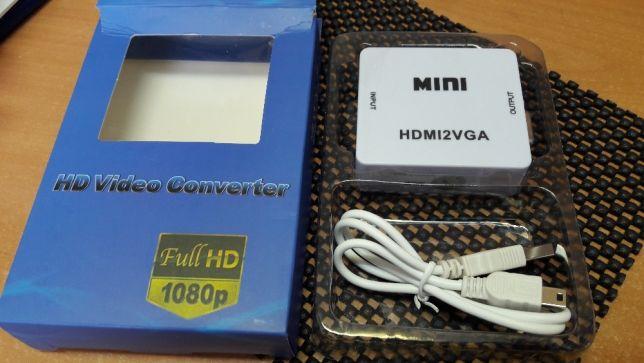 HD Video Converter
Full HD
1080p
MINI
INPUT
OUTPUT
HDMI2VGA